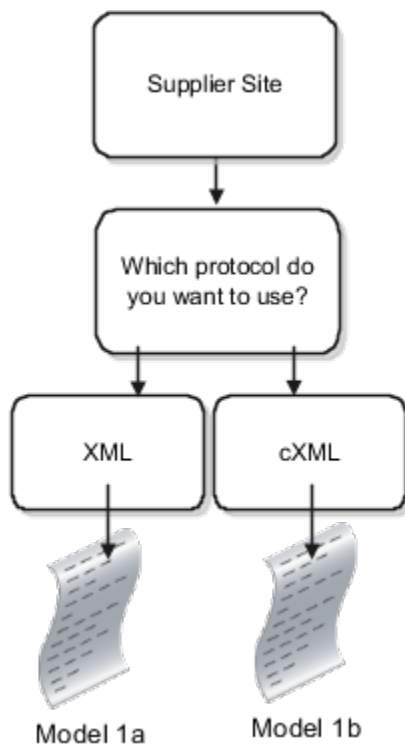 Supplier Site
Which protocol do
you want to use?
XML
cXML
Model 1a
Model 1b